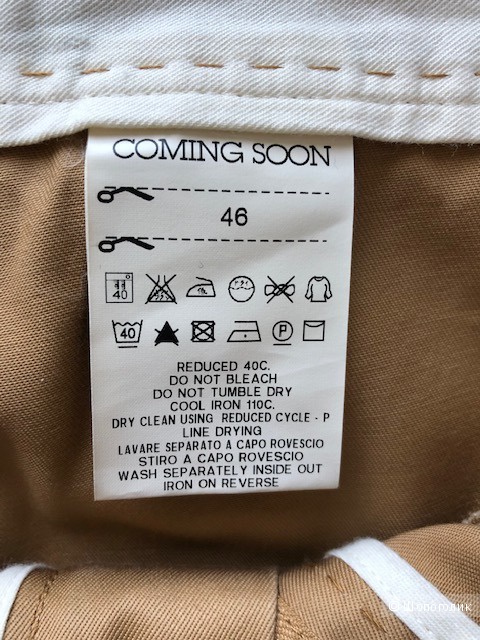 COMING SOON
46
40
40 P
REDUCED 40C.
DO NOT BLEACH
DO NOT TUMBLE DRY
COOL IRON 110C.
DRY CLEAN USING REDUCED CYCLE - P
LINE DRYING
LAVARE SEPARATO A CAPO ROVESCIO
STIRO A CAPO ROVESCIO
WASH SEPARATELY INSIDE OUT
IRON ON REVERSE
Шопоголик